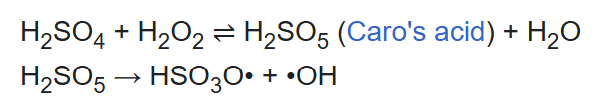 H₂SO₄ + H₂O₂ ⇌ H₂SO₅ (Caro's acid) + H₂O
H₂SO₅ → HSO₃O• + •OH